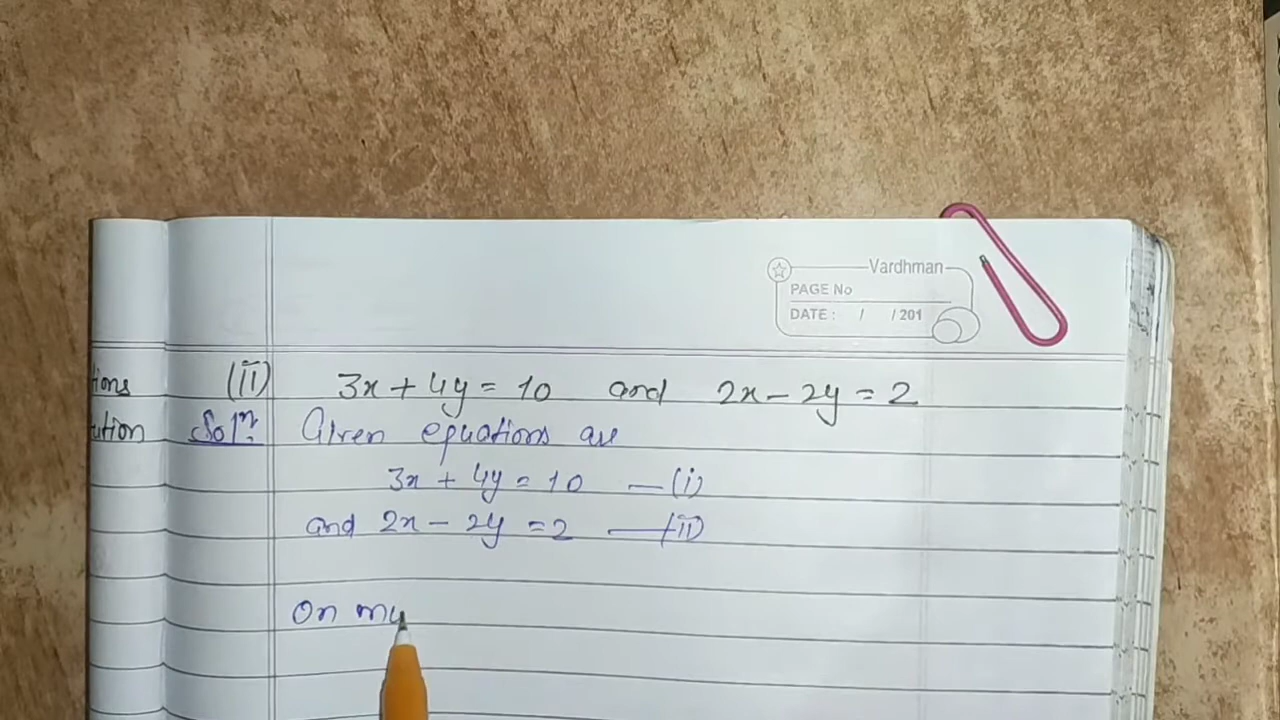 Vardhman
PAGE No
DATE : / / 201
tions (ii) 3x + 4y = 10 and 2x - 2y = 2
ution Solⁿ: Given equations are
3x + 4y = 10 —(i)
and 2x - 2y = 2 —(ii)
On mu